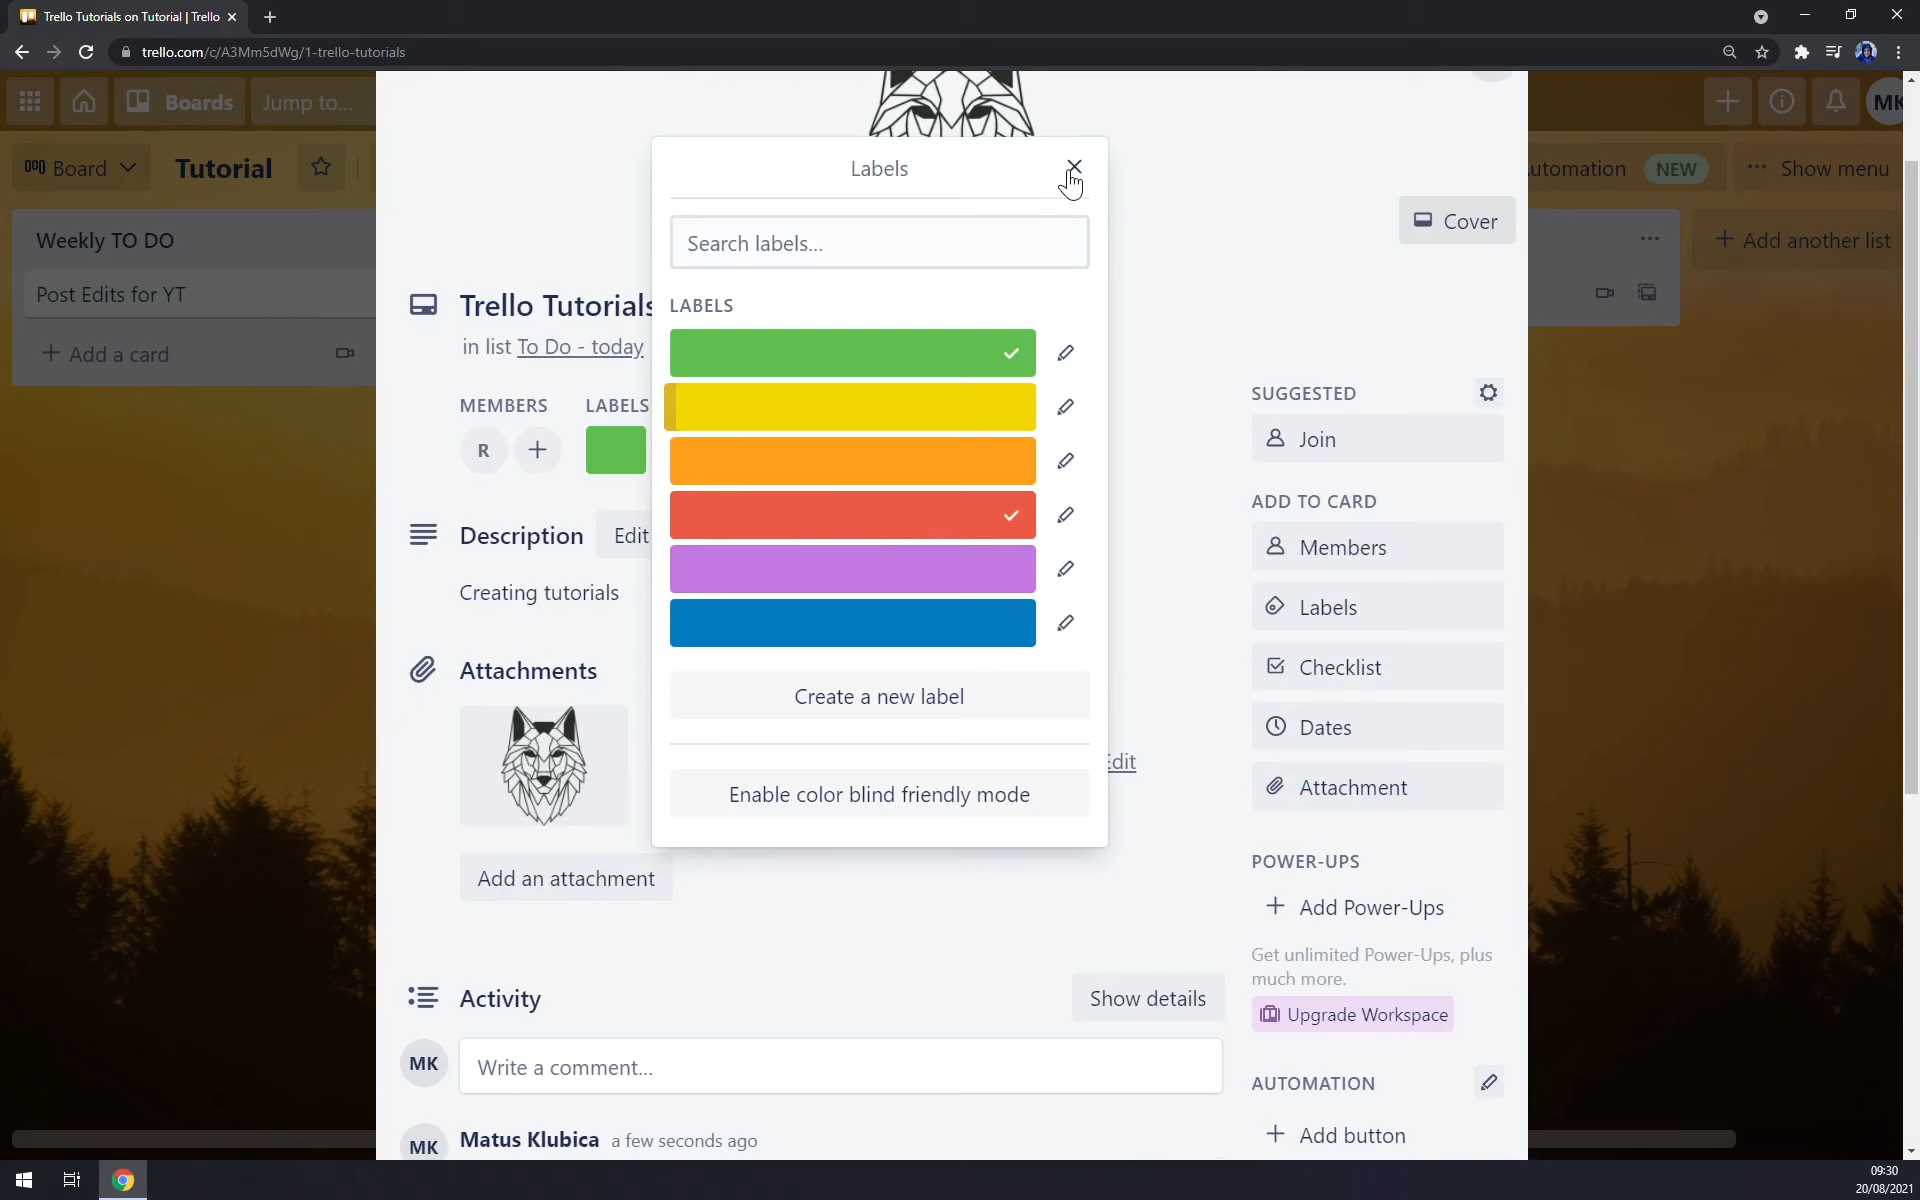 Trello Tutorials on Tutorial | Trello
trello.com/c/A3Mm5dWg/1-trello-tutorials
Boards
Jump to...
MK
Board
Tutorial
utomation
NEW
Show menu
Weekly TO DO
Post Edits for YT
Add a card
Add another list
Cover
Trello Tutorials
in list To Do - today
MEMBERS
LABELS
R
Description
Edit
Creating tutorials
Attachments
Edit
Add an attachment
Activity
Show details
MK
Write a comment...
MK
Matus Klubica a few seconds ago
Labels
Search labels...
LABELS
Create a new label
Enable color blind friendly mode
SUGGESTED
Join
ADD TO CARD
Members
Labels
Checklist
Dates
Attachment
POWER-UPS
Add Power-Ups
Get unlimited Power-Ups, plus
much more.
Upgrade Workspace
AUTOMATION
Add button
09:30
20/08/2021